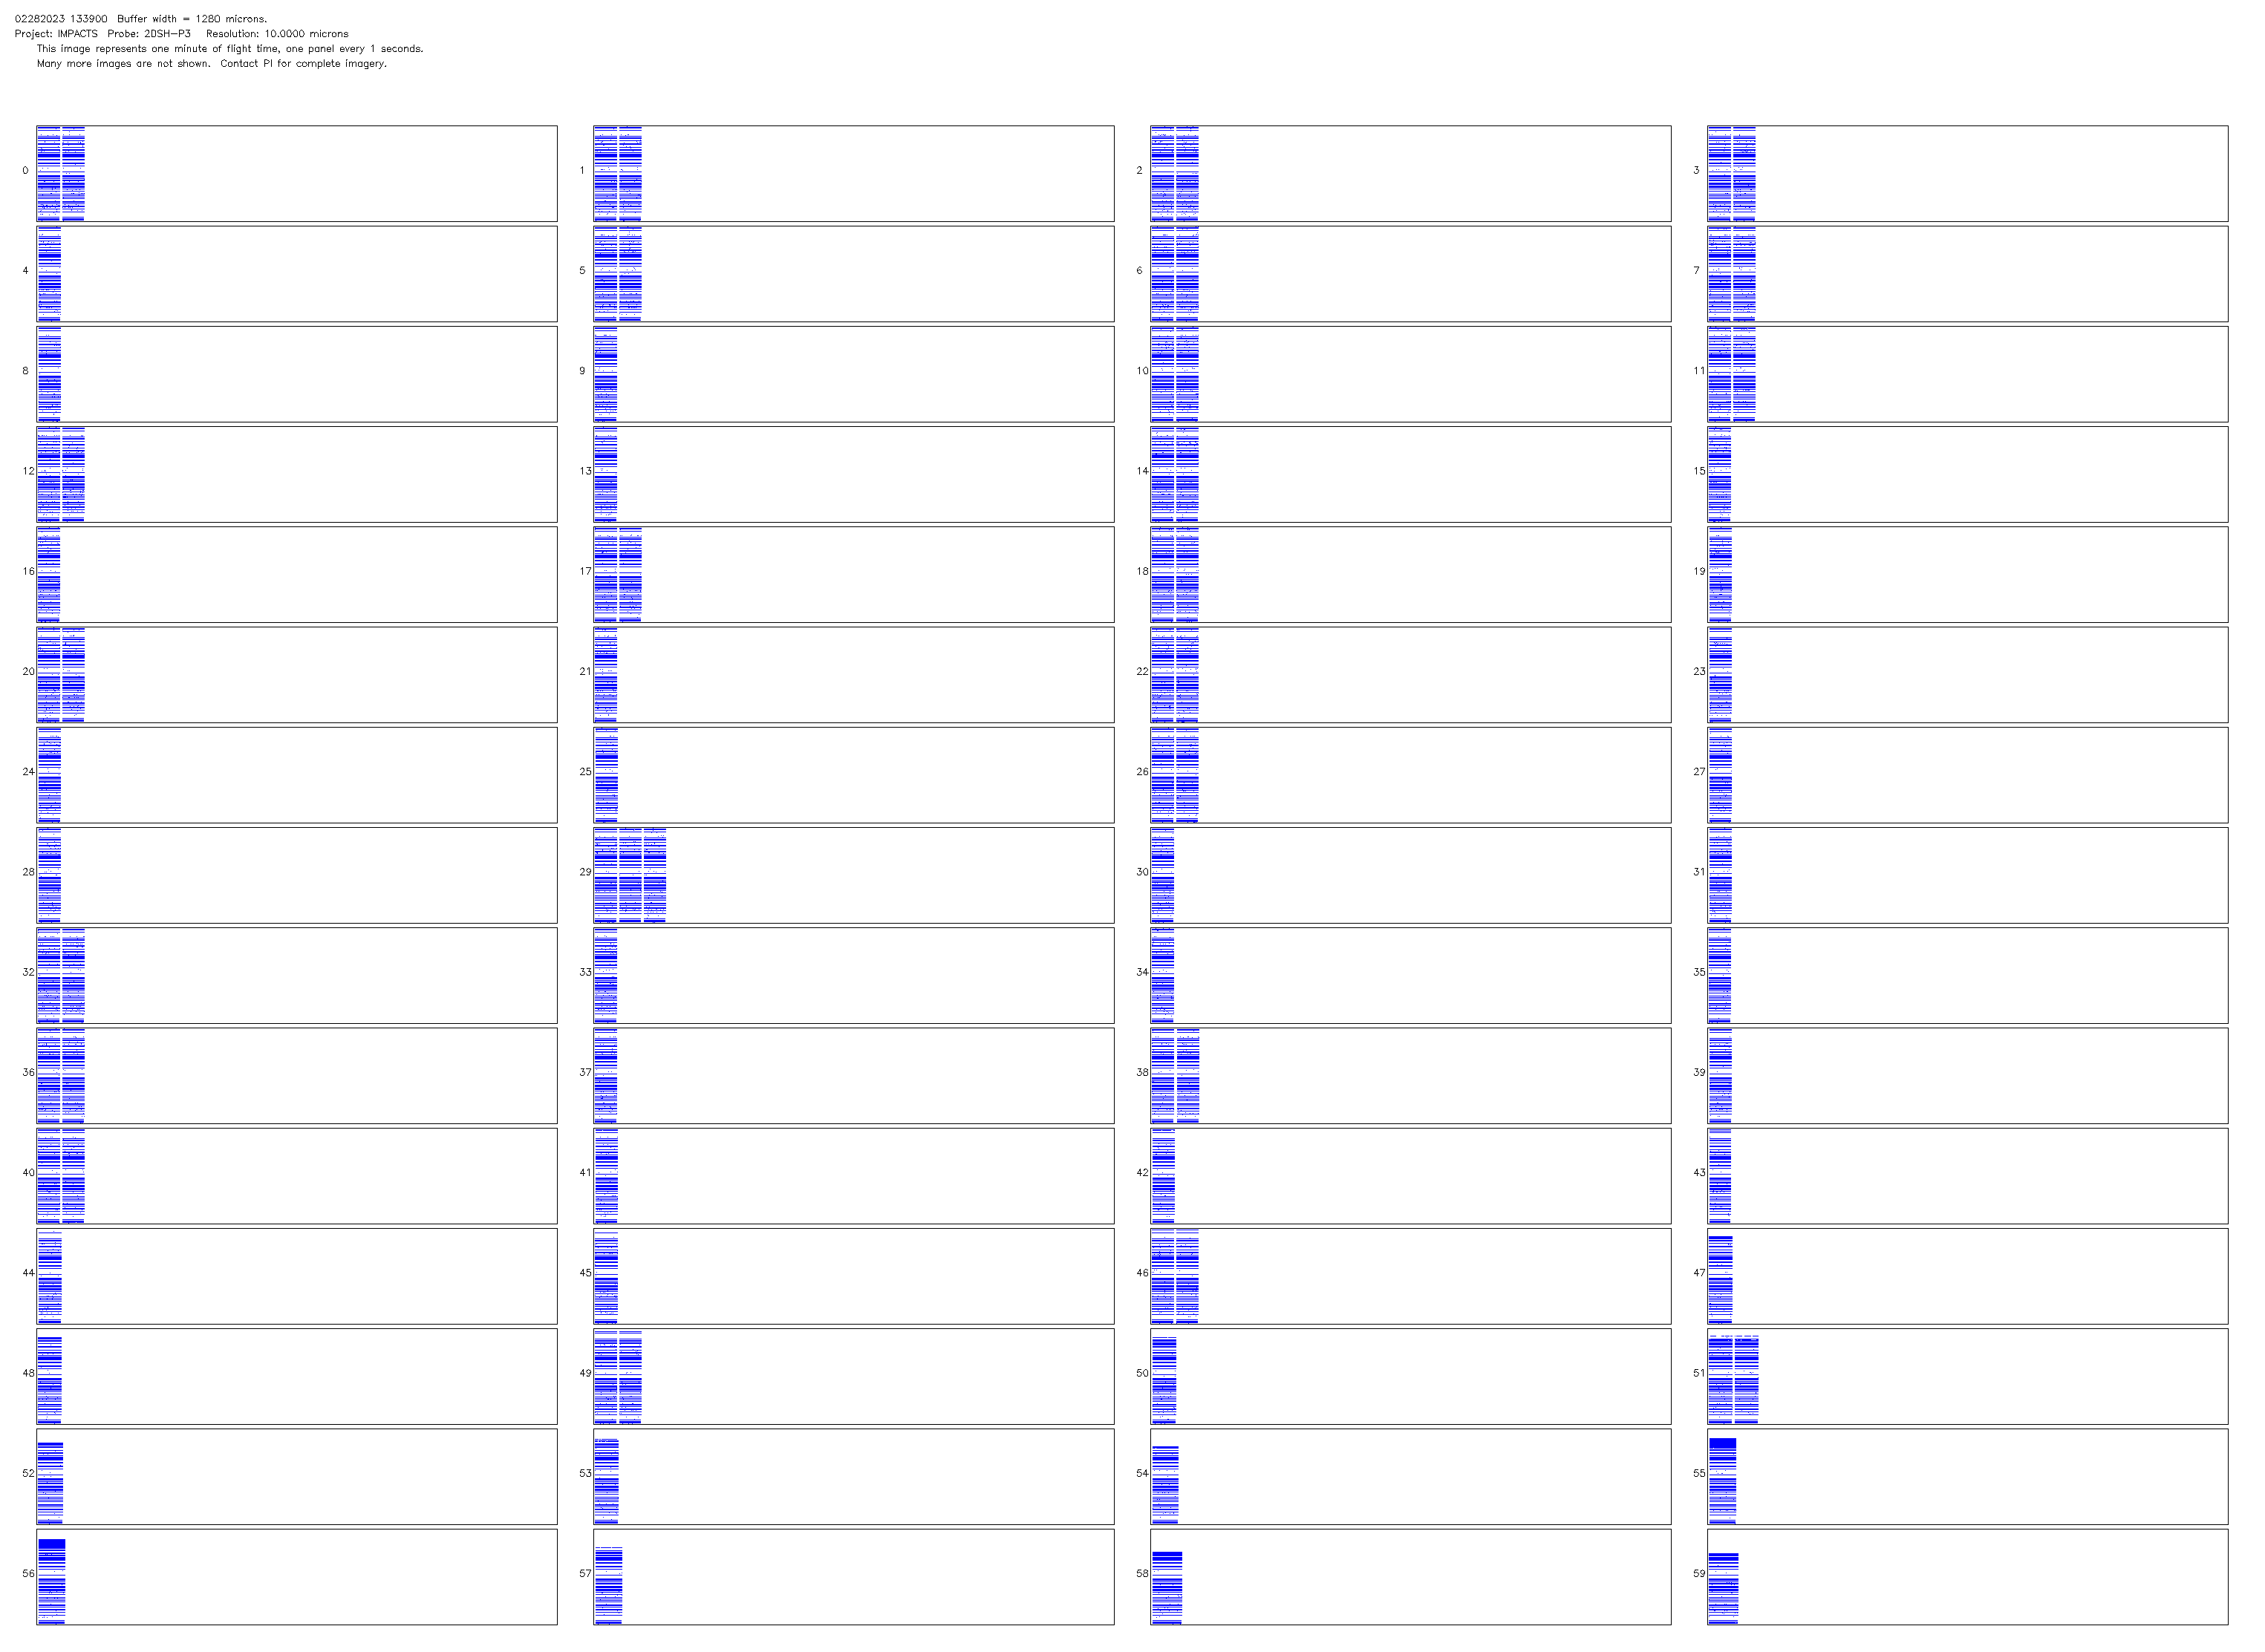 02282023 133900  Buffer width = 1280 microns.
Project: IMPACTS  Probe: 2DSH-P3   Resolution: 10.0000 microns
This image represents one minute of flight time, one panel every 1 seconds.
Many more images are not shown.  Contact PI for complete imagery.
0 1 2 3
4 5 6 7
8 9 10 11
12 13 14 15
16 17 18 19
20 21 22 23
24 25 26 27
28 29 30 31
32 33 34 35
36 37 38 39
40 41 42 43
44 45 46 47
48 49 50 51
52 53 54 55
56 57 58 59